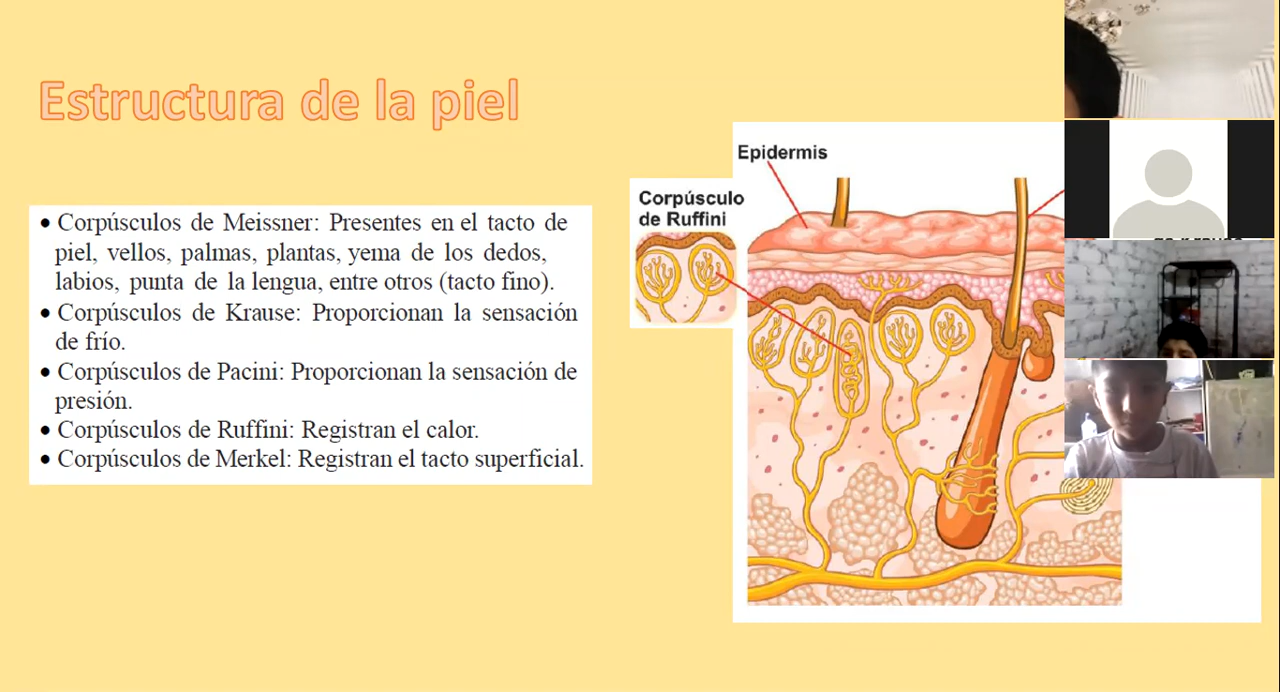 Estructura de la piel
• Corpúsculos de Meissner: Presentes en el tacto de
piel, vellos, palmas, plantas, yema de los dedos,
labios, punta de la lengua, entre otros (tacto fino).
• Corpúsculos de Krause: Proporcionan la sensación
de frío.
• Corpúsculos de Pacini: Proporcionan la sensación de
presión.
• Corpúsculos de Ruffini: Registran el calor.
• Corpúsculos de Merkel: Registran el tacto superficial.
Epidermis
Corpúsculo
de Ruffini